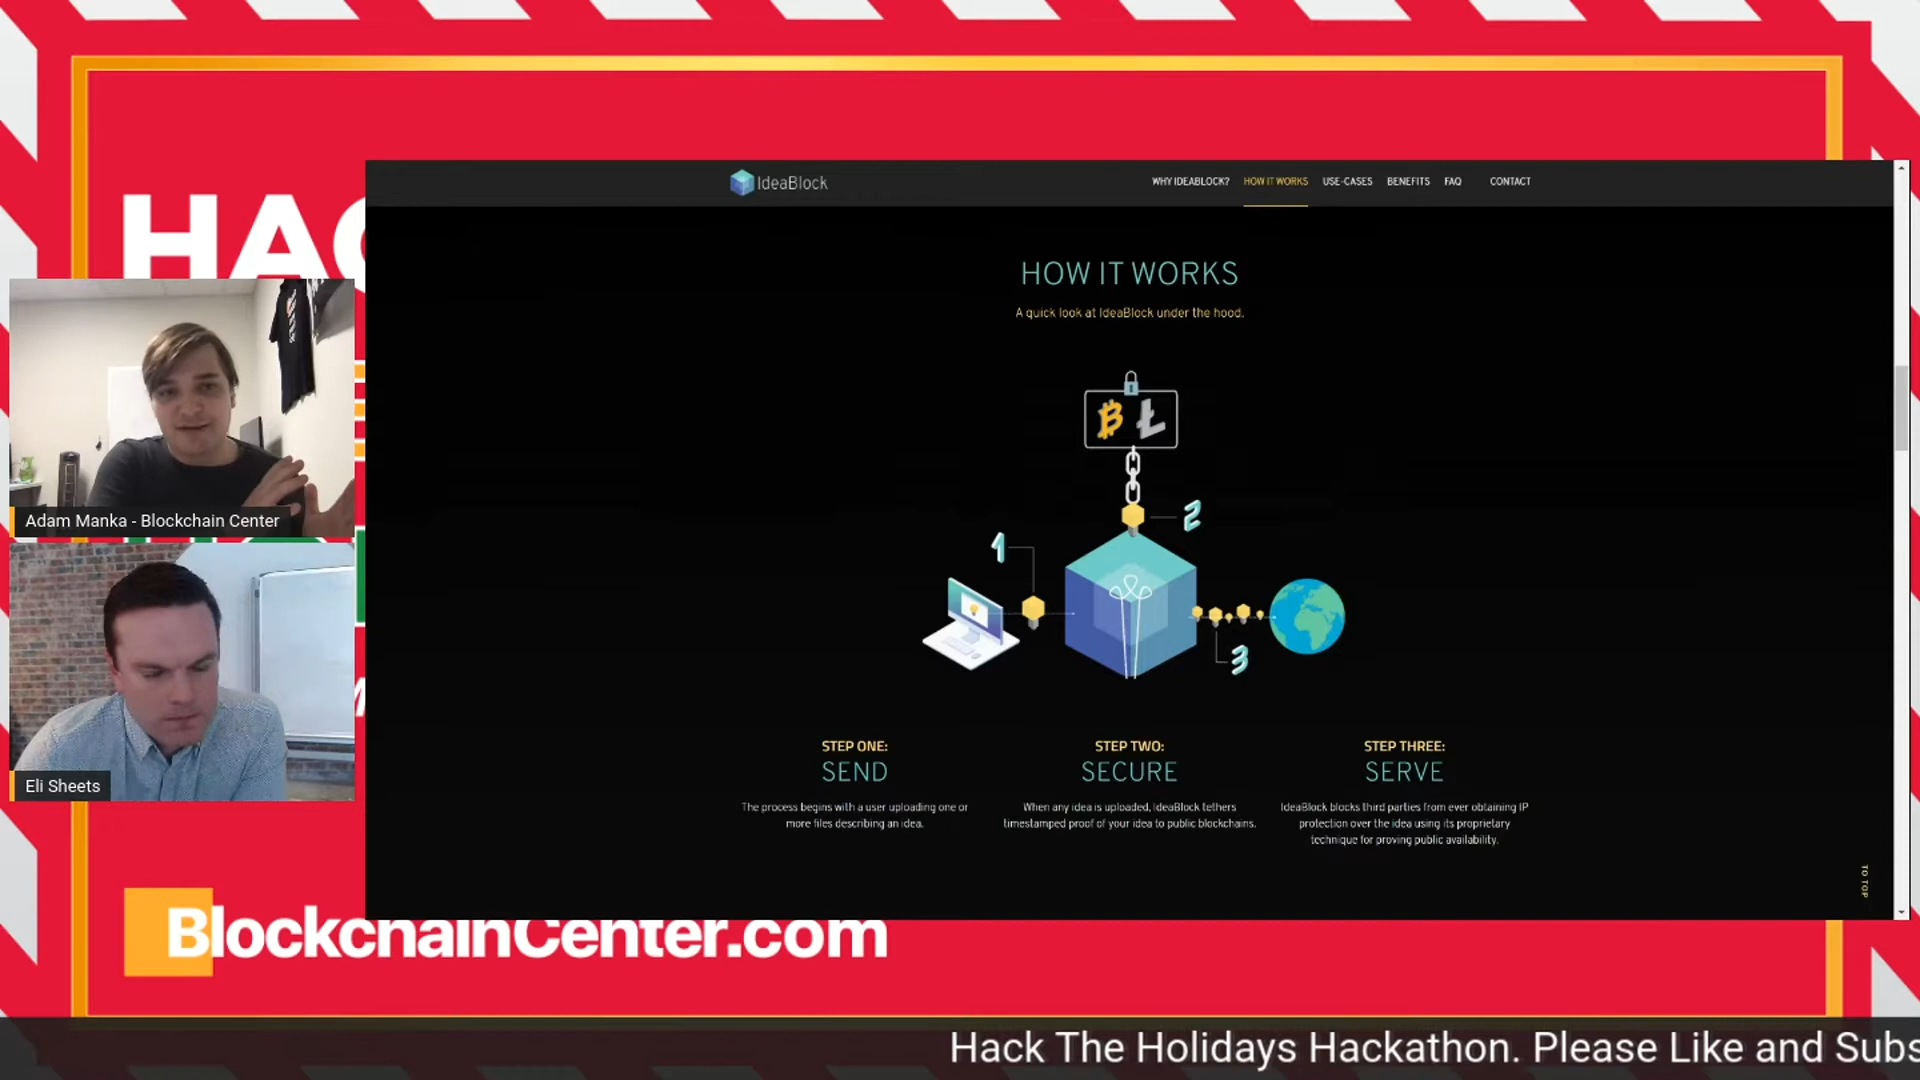 HAC
IdeaBlock
WHY IDEABLOCK? HOW IT WORKS USE-CASES BENEFITS FAQ CONTACT
HOW IT WORKS
A quick look at IdeaBlock under the hood.
1
2
3
Adam Manka - Blockchain Center
Eli Sheets
STEP ONE:
SEND
The process begins with a user uploading one or
more files describing an idea.
STEP TWO:
SECURE
When any idea is uploaded, IdeaBlock tethers
timestamped proof of your idea to public blockchains.
STEP THREE:
SERVE
IdeaBlock blocks third parties from ever obtaining IP
protection over the idea using its proprietary
technique for proving public availability.
TO TOP
BlockchainCenter.com
Hack The Holidays Hackathon. Please Like and Subs